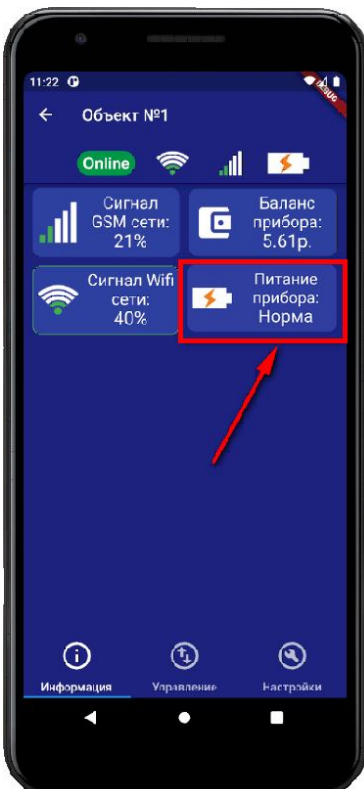 11:22
Объект №1
Online
Сигнал
GSM сети:
21%
Баланс
прибора:
5.61р.
Сигнал Wifi
сети:
40%
Питание
прибора:
Норма
Информация
Управление
Настройки